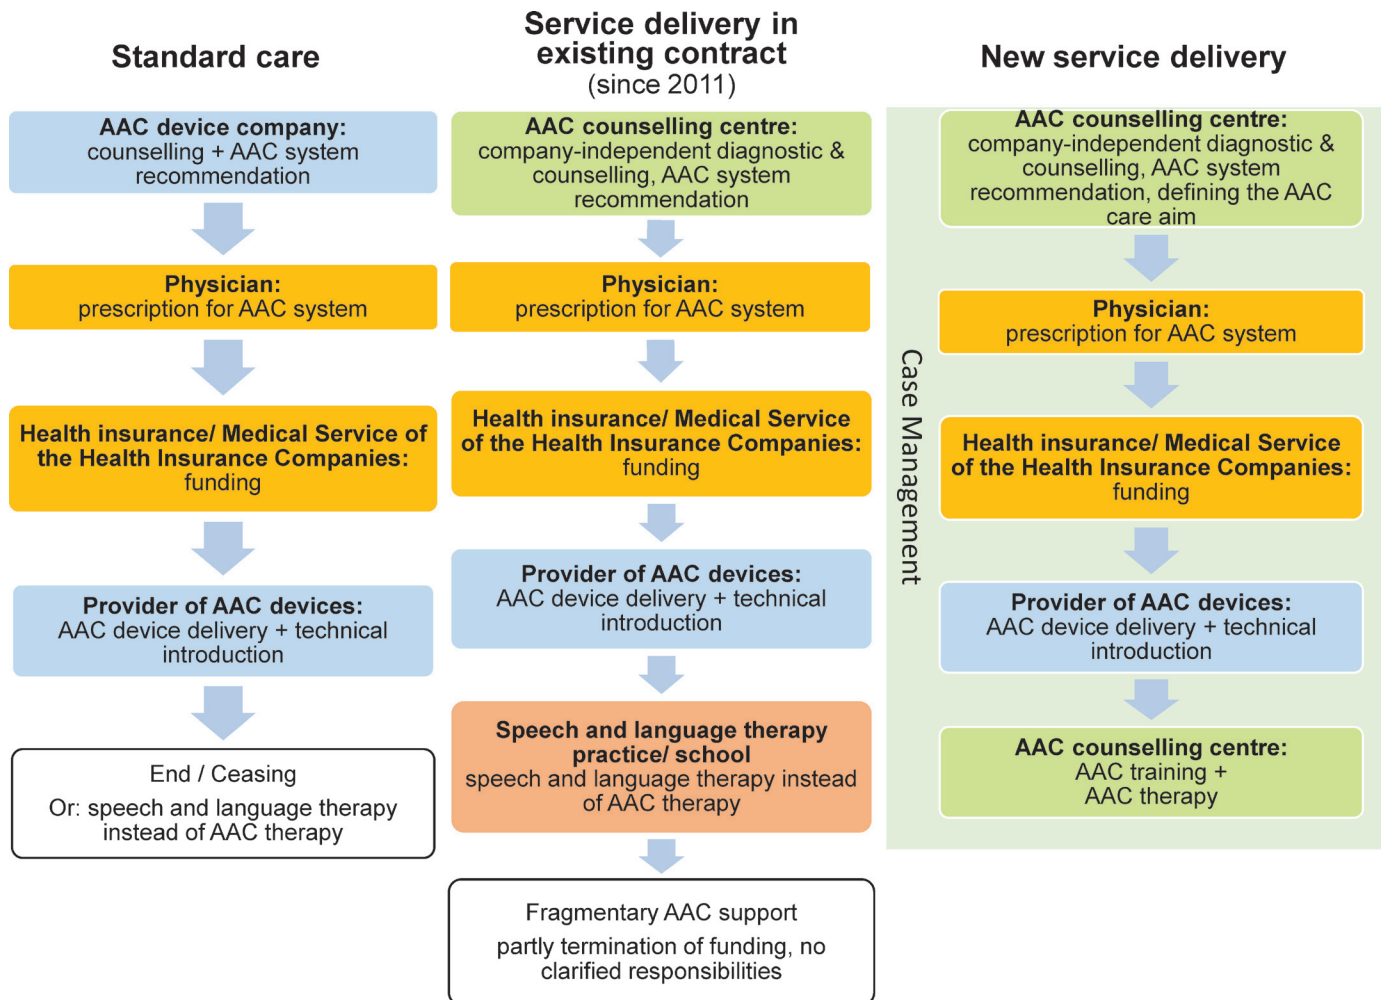 Standard care
AAC device company:
counselling + AAC system
recommendation
Physician:
prescription for AAC system
Health insurance/ Medical Service of
the Health Insurance Companies:
funding
Provider of AAC devices:
AAC device delivery + technical
introduction
End / Ceasing
Or: speech and language therapy
instead of AAC therapy
Service delivery in
existing contract
(since 2011)
AAC counselling centre:
company-independent diagnostic &
counselling, AAC system
recommendation
Physician:
prescription for AAC system
Health insurance/ Medical Service
of the Health Insurance Companies:
funding
Provider of AAC devices:
AAC device delivery + technical
introduction
Speech and language therapy
practice/ school
speech and language therapy instead
of AAC therapy
Fragmentary AAC support
partly termination of funding, no
clarified responsibilities
New service delivery
Case Management
AAC counselling centre:
company-independent diagnostic &
counselling, AAC system
recommendation, defining the AAC
care aim
Physician:
prescription for AAC system
Health insurance/ Medical Service
of the Health Insurance Companies:
funding
Provider of AAC devices:
AAC device delivery + technical
introduction
AAC counselling centre:
AAC training +
AAC therapy